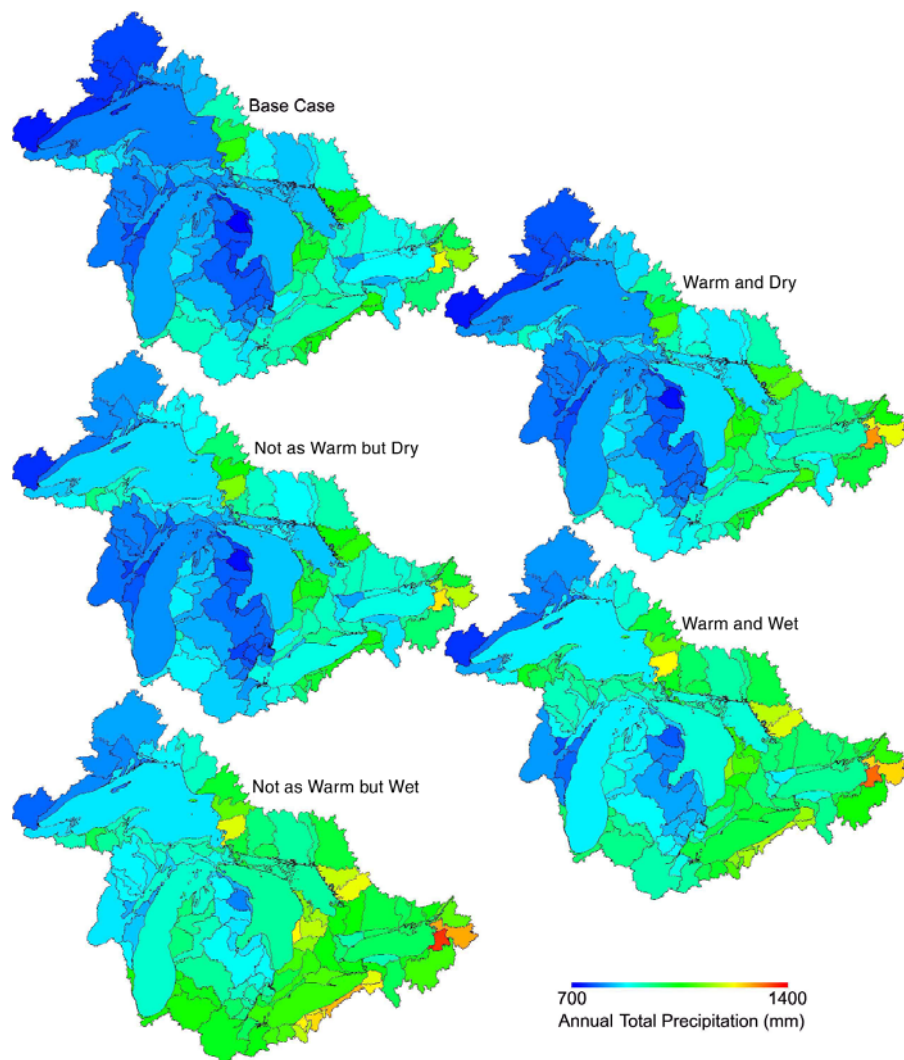 Base Case
Warm and Dry
Not as Warm but Dry
Warm and Wet
Not as Warm but Wet
700 1400
Annual Total Precipitation (mm)